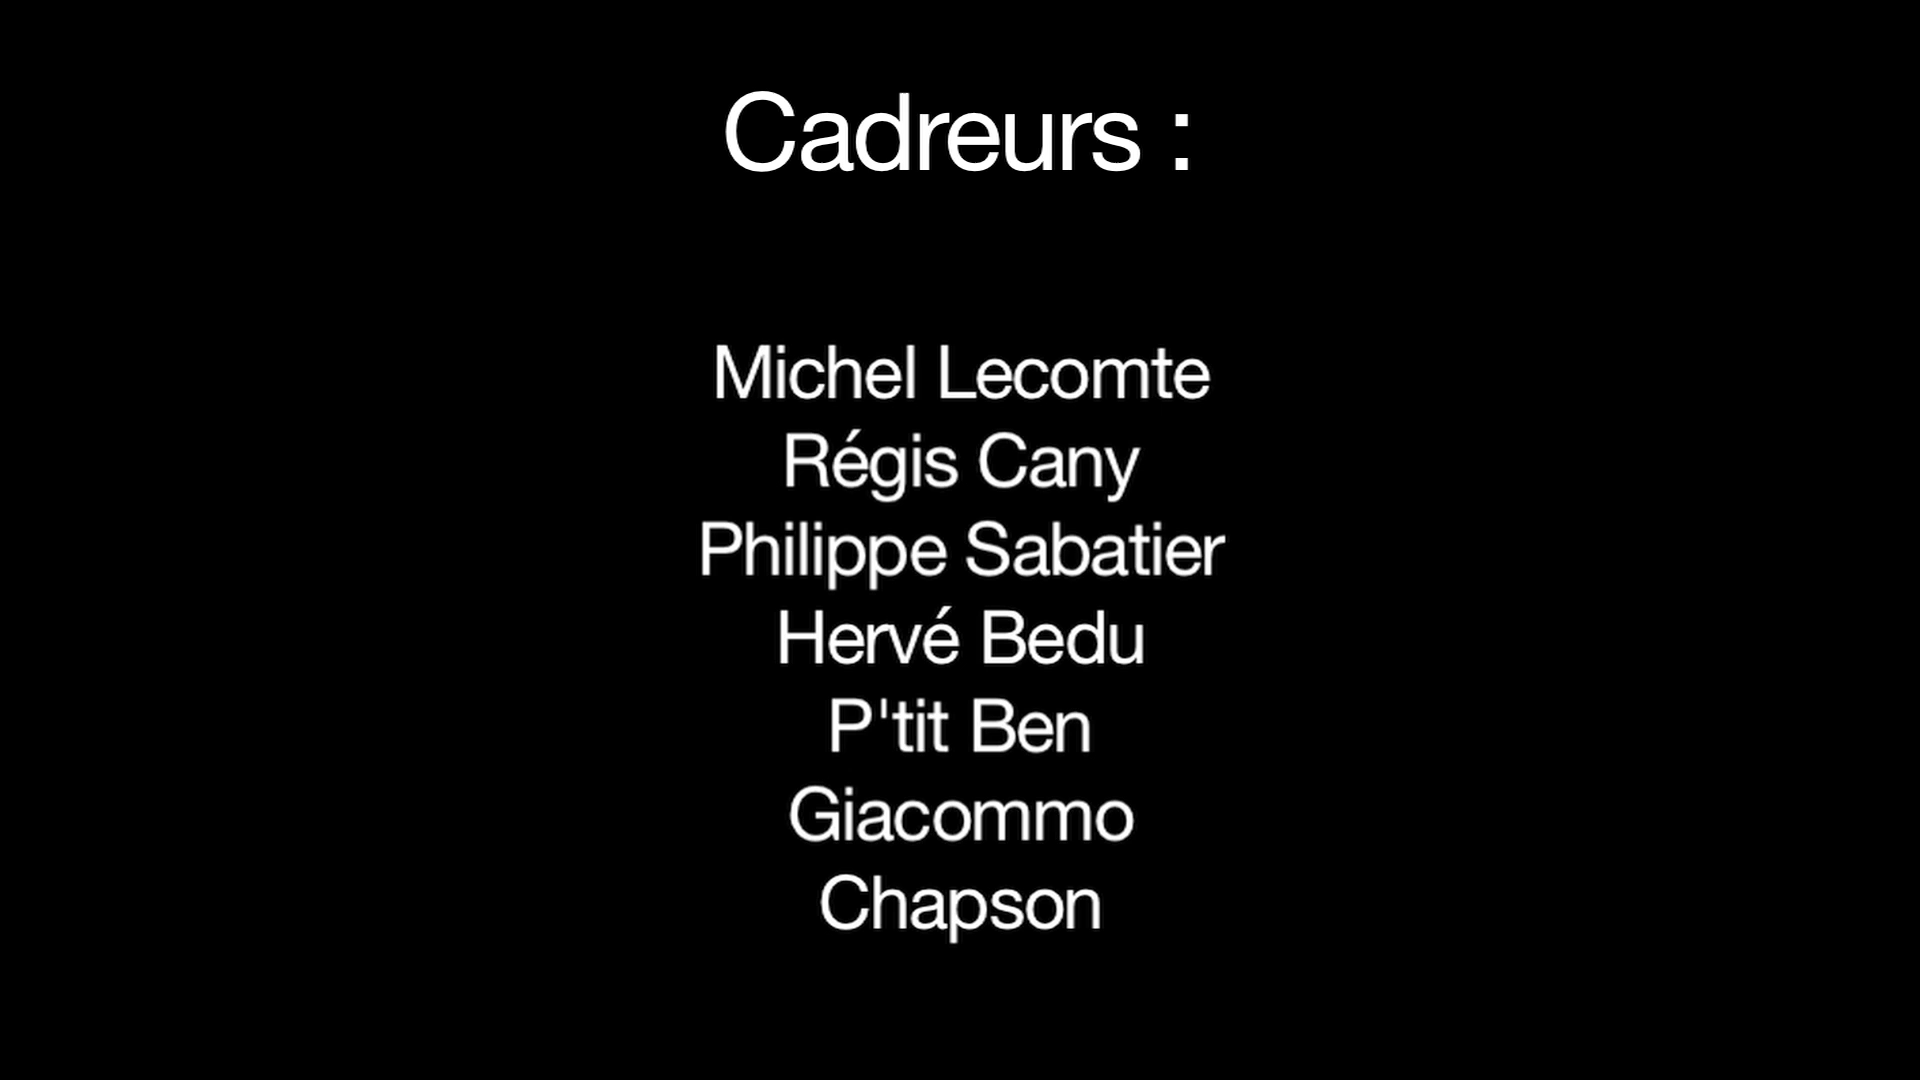 Cadreurs :
Michel Lecomte
Régis Cany
Philippe Sabatier
Hervé Bedu
P'tit Ben
Giacommo
Chapson